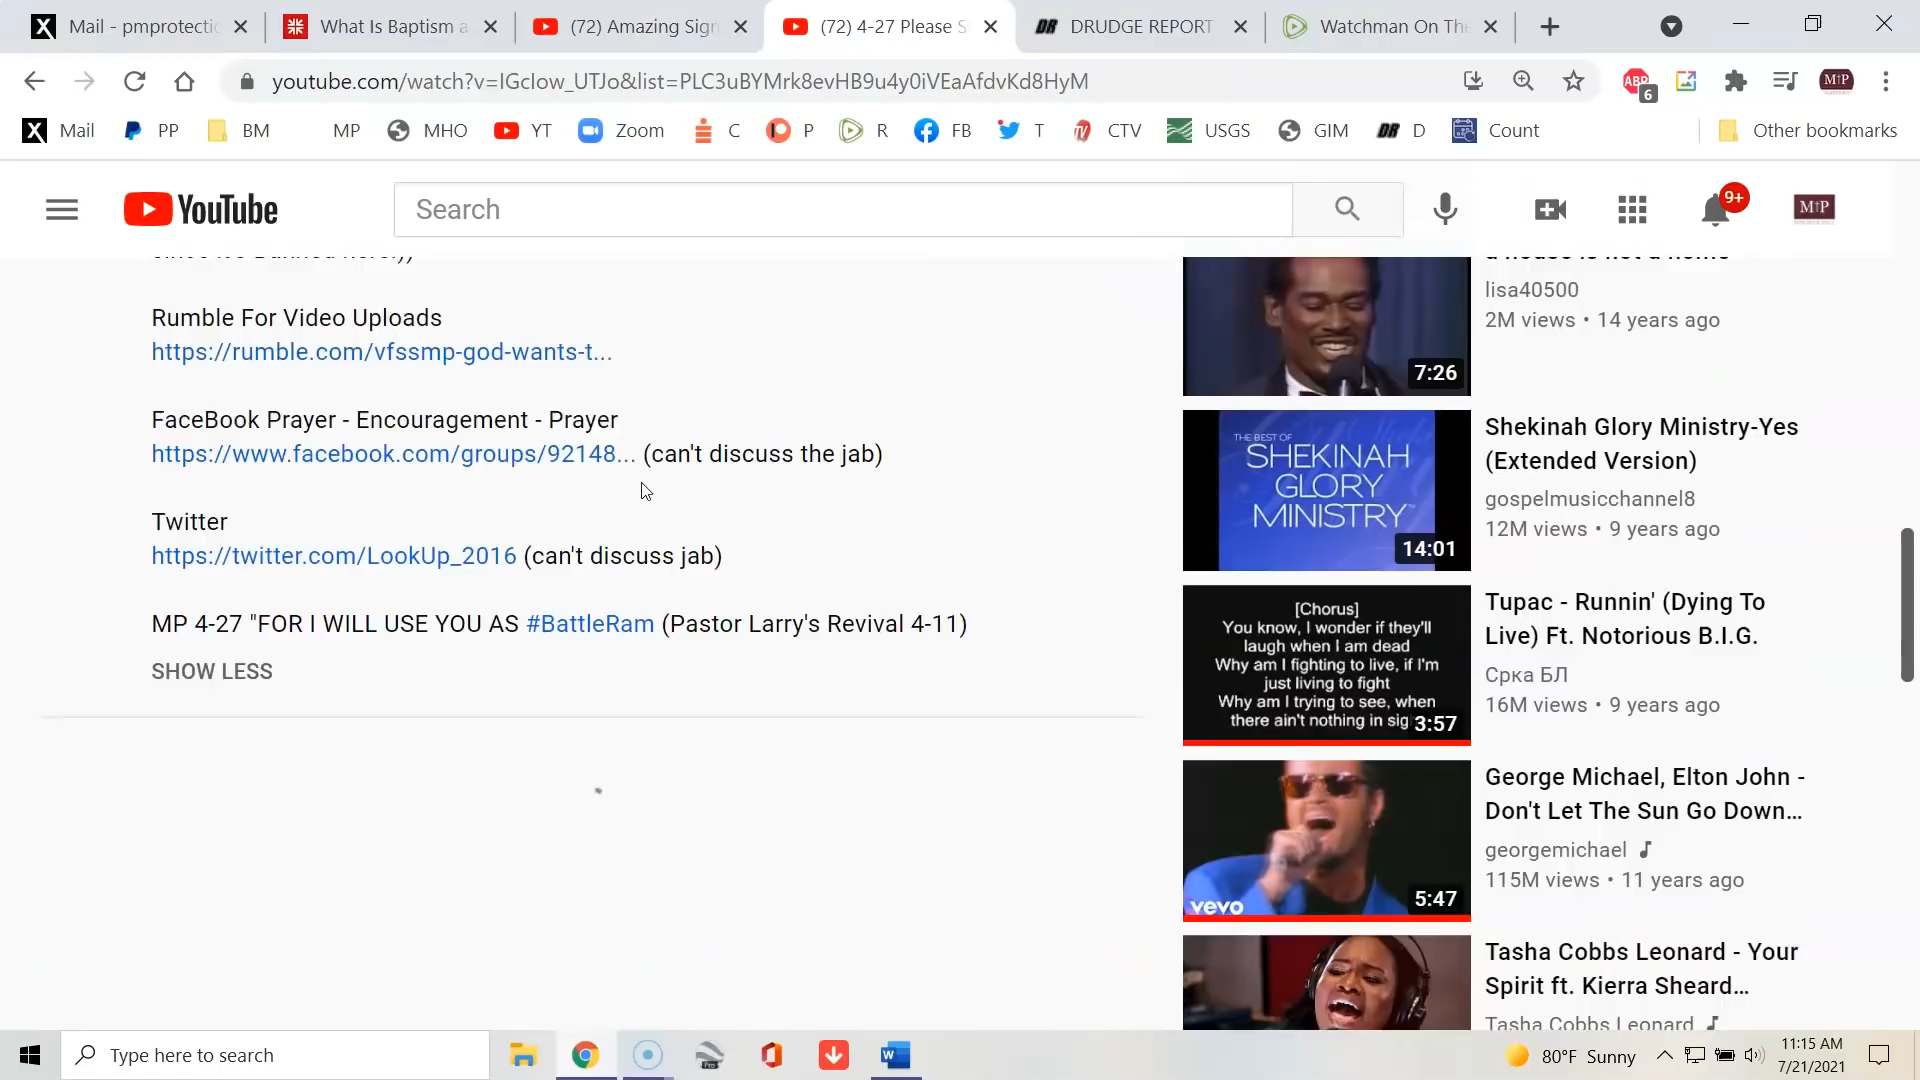 Mail - pmprotecti
What Is Baptism a
(72) Amazing Sign
(72) 4-27 Please S
DR DRUDGE REPORT
Watchman On The
youtube.com/watch?v=IGcIow_UTJo&list=PLC3uBYMrk8evHB9u4y0iVEaAfdvKd8HyM
ABP
6
M↑P
X Mail
PP
BM
MP
MHO
YT
Zoom
C
P
R
FB
T
CTV
USGS
GIM
DR D
Count
Other bookmarks
YouTube
Search
9+
M↑P
Rumble For Video Uploads
https://rumble.com/vfssmp-god-wants-t...
FaceBook Prayer - Encouragement - Prayer
https://www.facebook.com/groups/92148... (can't discuss the jab)
Twitter
https://twitter.com/LookUp_2016 (can't discuss jab)
MP 4-27 "FOR I WILL USE YOU AS #BattleRam (Pastor Larry's Revival 4-11)
SHOW LESS
a house is not a home
lisa40500
2M views • 14 years ago
7:26
THE BEST OF
SHEKINAH
GLORY
MINISTRY
14:01
Shekinah Glory Ministry-Yes
(Extended Version)
gospelmusicchannel8
12M views • 9 years ago
[Chorus]
You know, I wonder if they'll
laugh when I am dead
Why am I fighting to live, if I'm
just living to fight
Why am I trying to see, when
there ain't nothing in sig
3:57
Tupac - Runnin' (Dying To
Live) Ft. Notorious B.I.G.
Срка БЛ
16M views • 9 years ago
vevo
5:47
George Michael, Elton John -
Don't Let The Sun Go Down...
georgemichael
115M views • 11 years ago
Tasha Cobbs Leonard - Your
Spirit ft. Kierra Sheard...
Tasha Cobbs Leonard
Type here to search
80°F Sunny
11:15 AM
7/21/2021